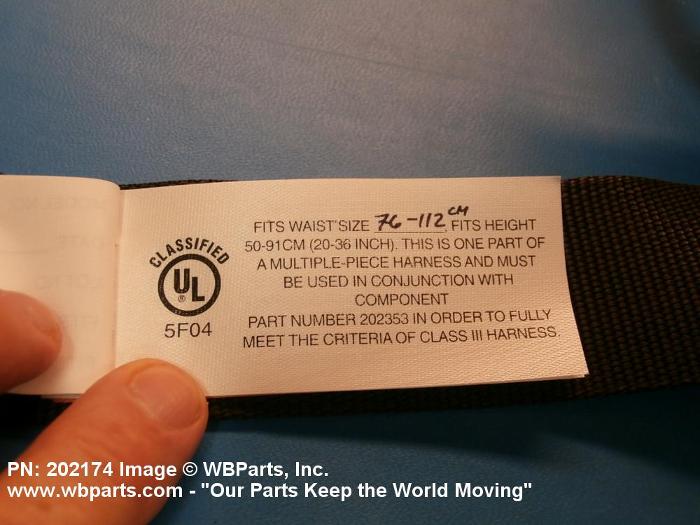 FITS WAIST SIZE 76-112 CM FITS HEIGHT
50-91CM (20-36 INCH). THIS IS ONE PART OF
A MULTIPLE-PIECE HARNESS AND MUST
BE USED IN CONJUNCTION WITH
COMPONENT
PART NUMBER 202353 IN ORDER TO FULLY
MEET THE CRITERIA OF CLASS III HARNESS.
CLASSIFIED
UL
®
5F04
PN: 202174 Image © WBParts, Inc.
www.wbparts.com - "Our Parts Keep the World Moving"